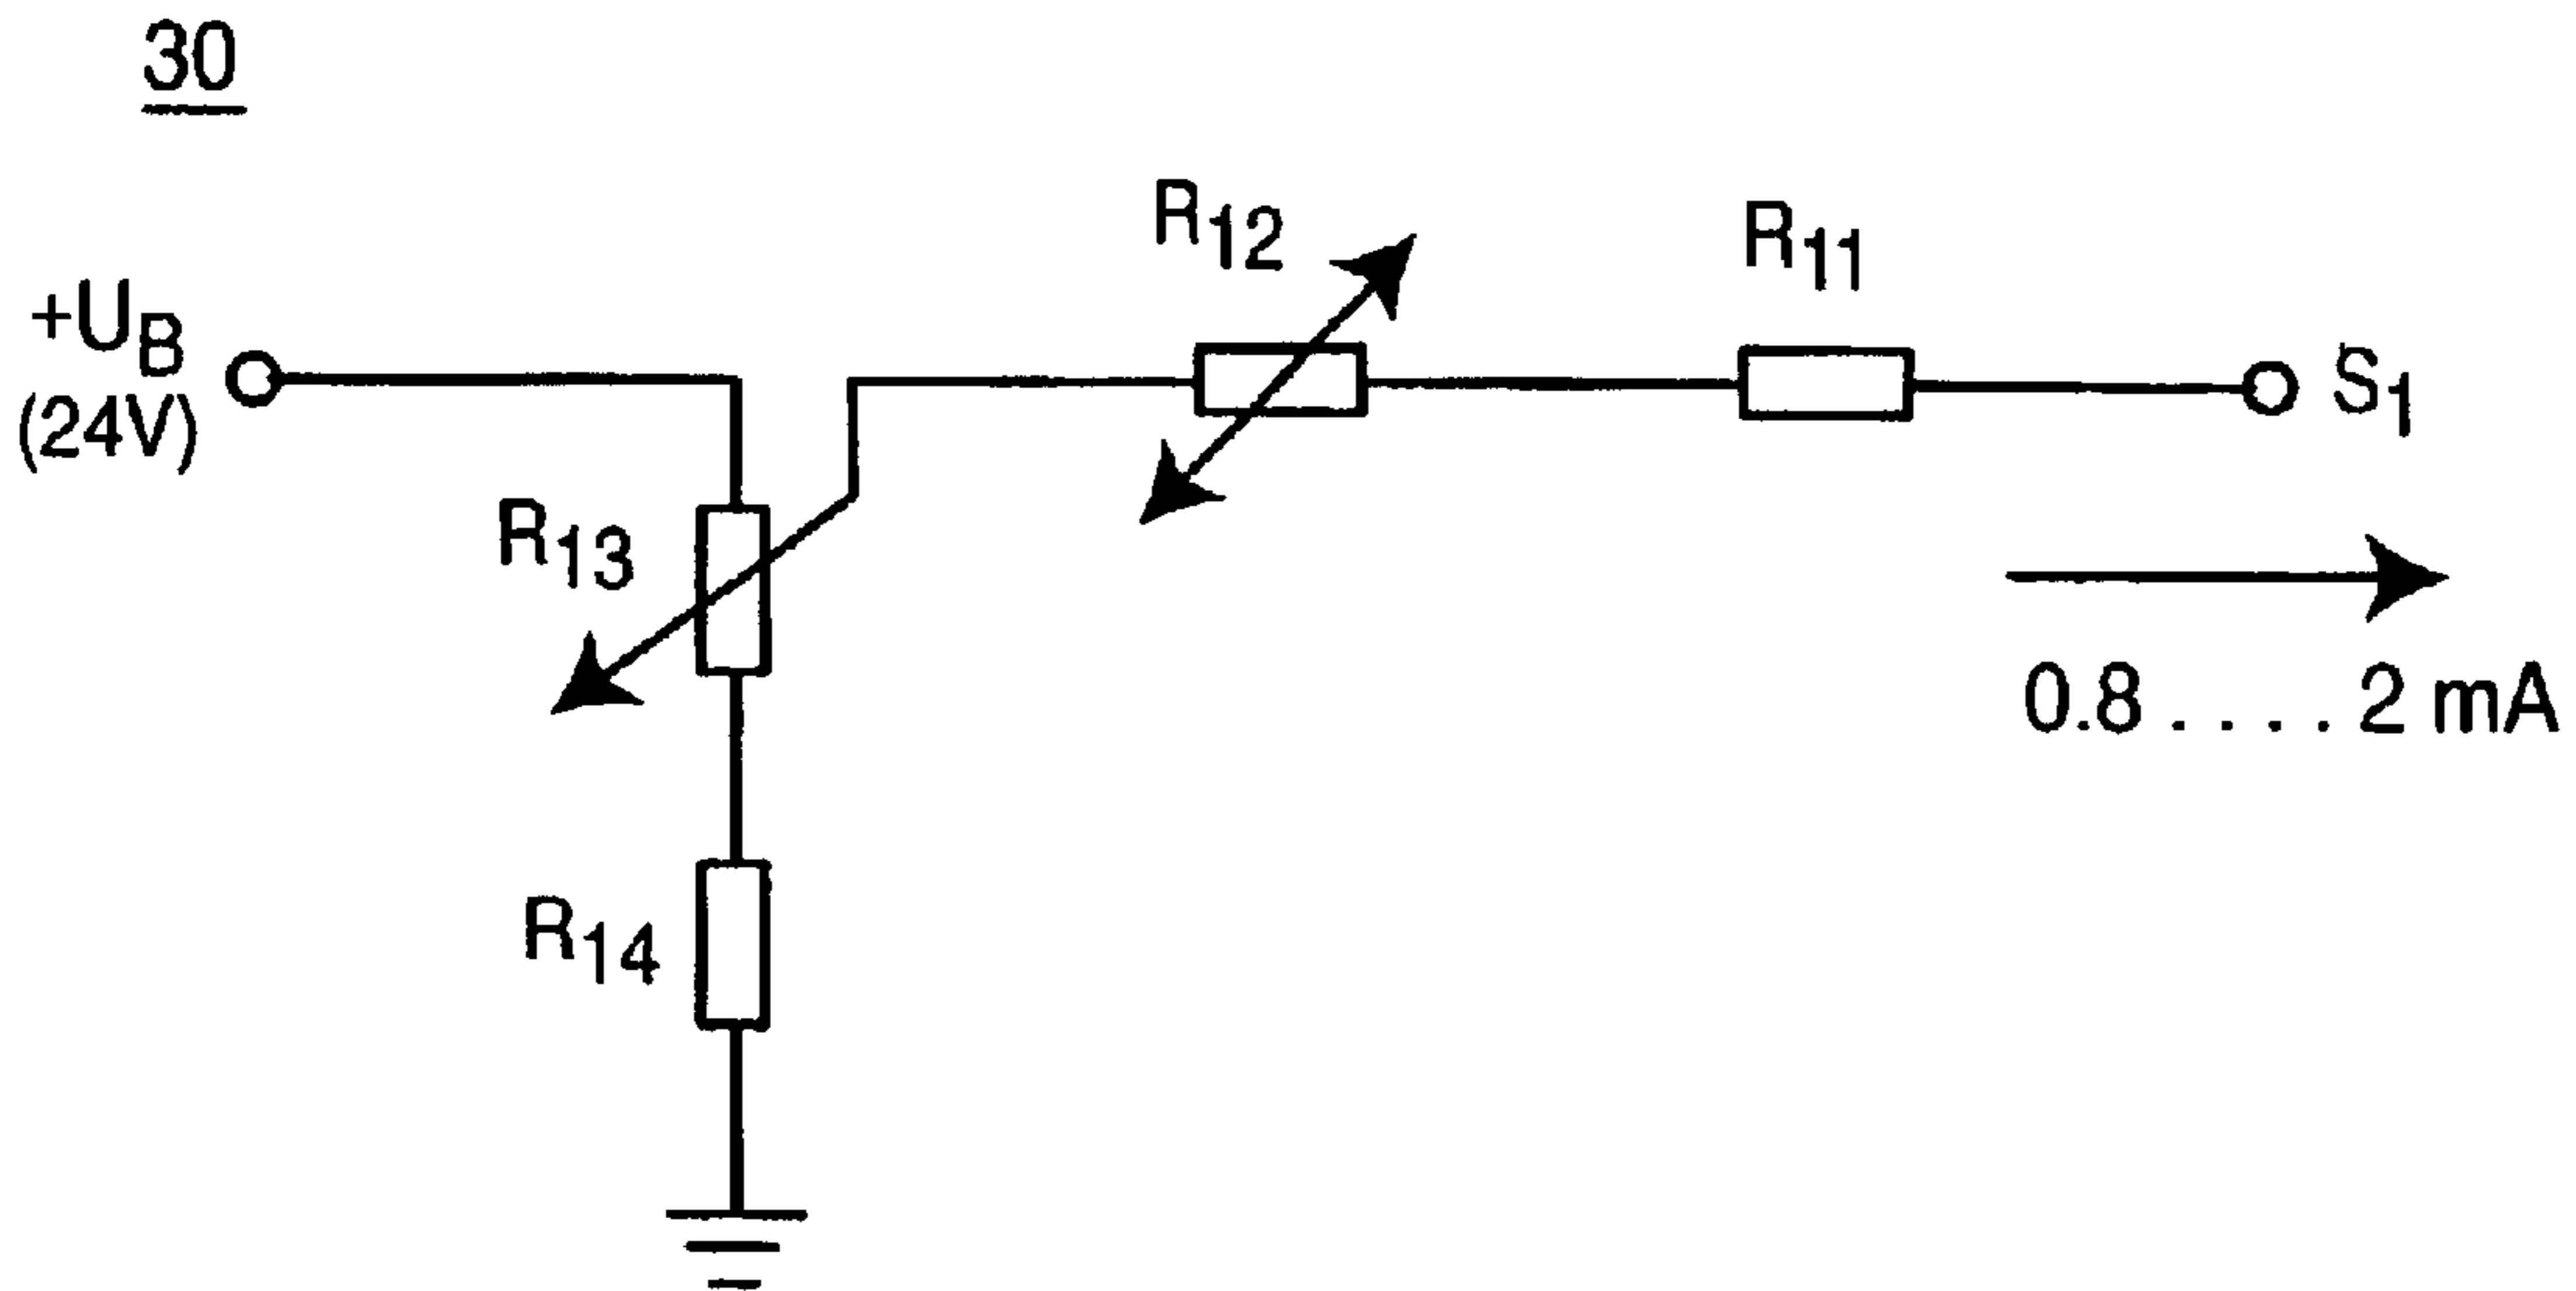 30
+U_B
(24V)
R_12
R_11
S_1
R_13
0.8 . . . . 2 mA
R_14